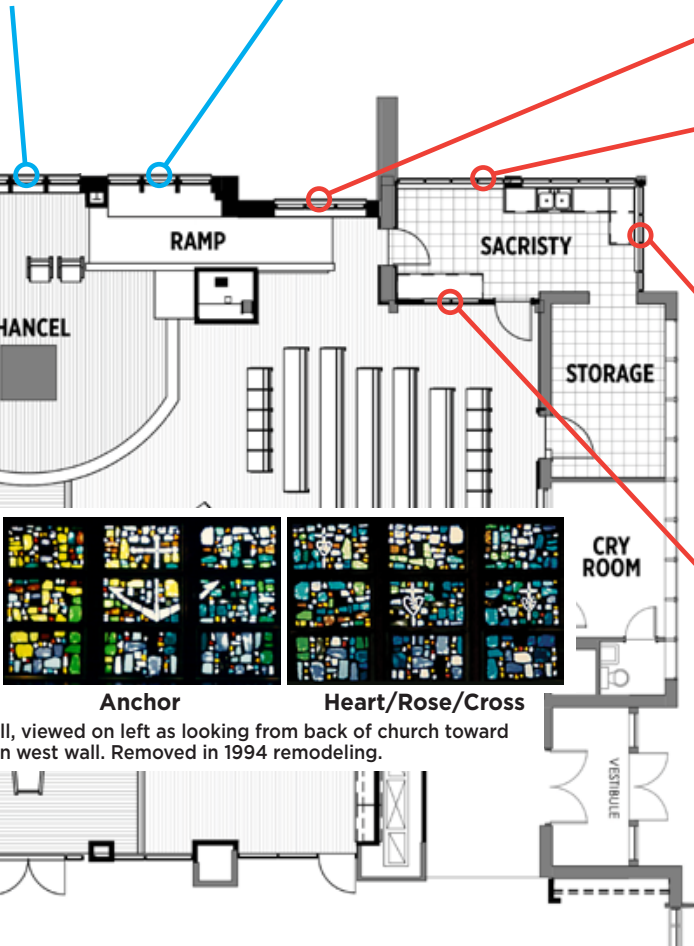 RAMP
SACRISTY
HANCEL
STORAGE
CRY
ROOM
Anchor
Heart/Rose/Cross
ll, viewed on left as looking from back of church toward
n west wall. Removed in 1994 remodeling.
VESTIBULE